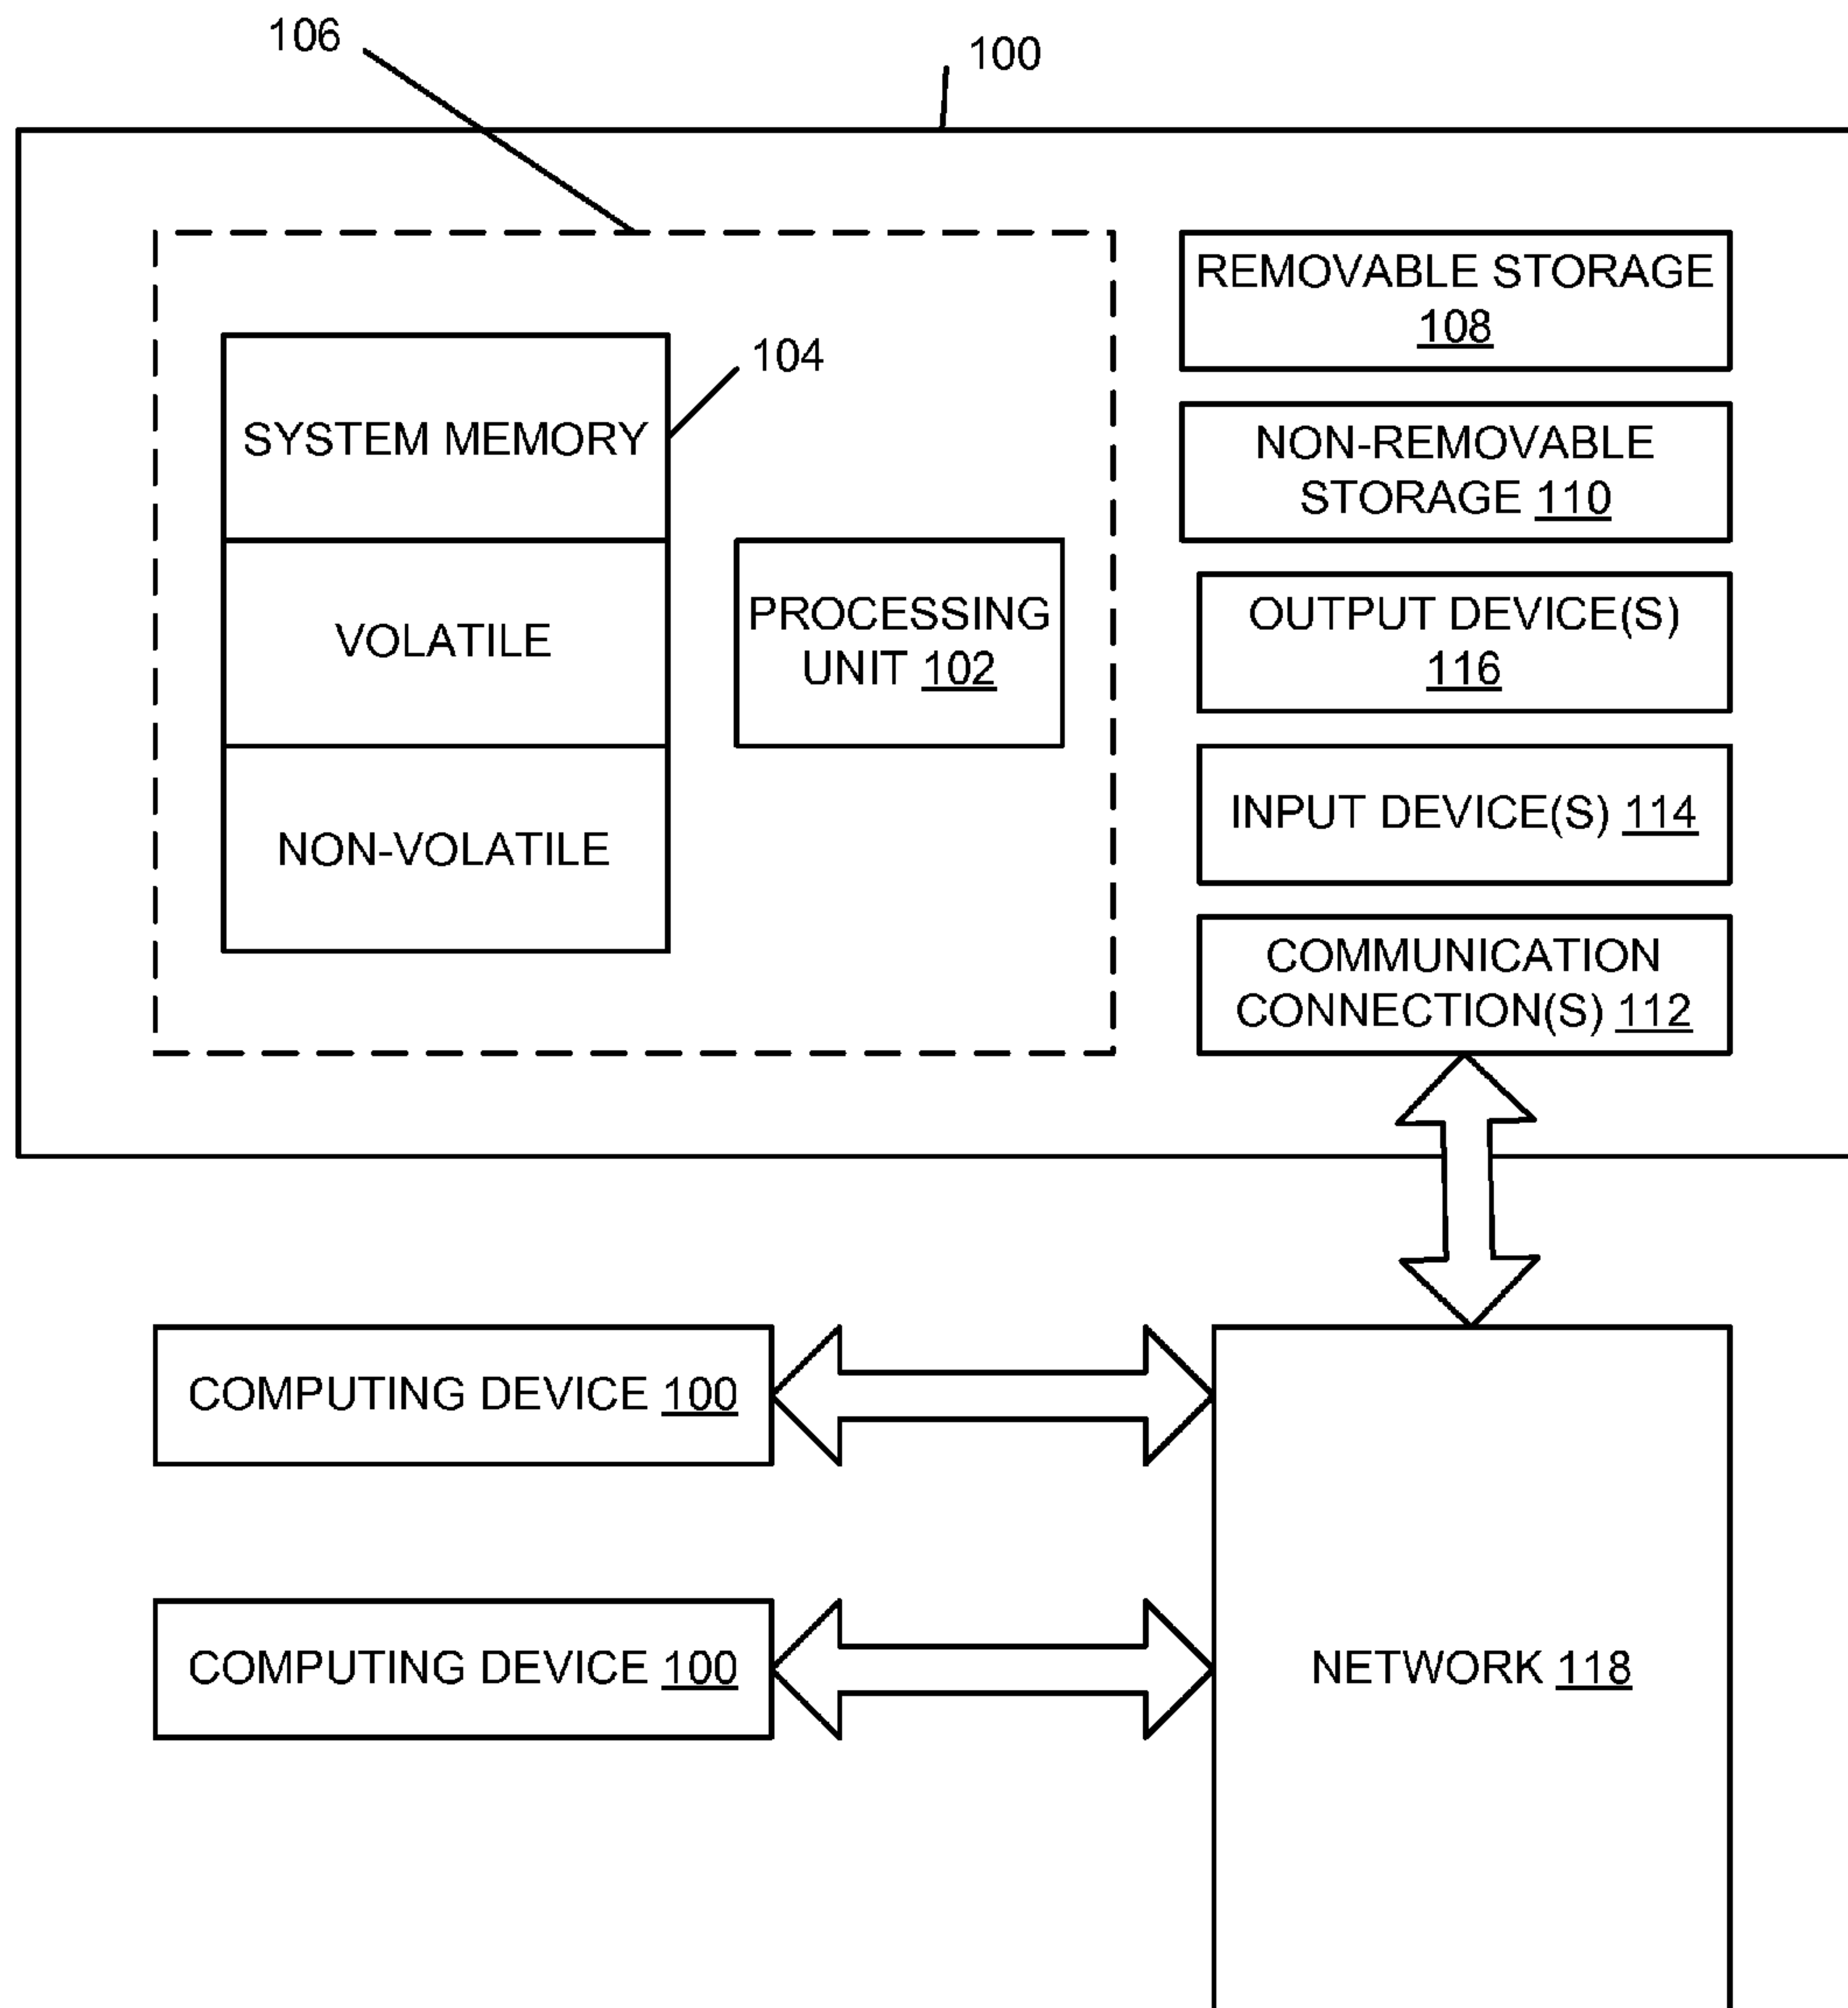 106
100
REMOVABLE STORAGE
108
104
SYSTEM MEMORY
NON-REMOVABLE
STORAGE 110
VOLATILE
PROCESSING
UNIT 102
OUTPUT DEVICE(S)
116
NON-VOLATILE
INPUT DEVICE(S) 114
COMMUNICATION
CONNECTION(S) 112
COMPUTING DEVICE 100
COMPUTING DEVICE 100
NETWORK 118